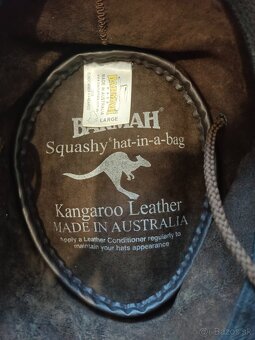 LARGE
BARMAH
Squashy hat-in-a-bag
Kangaroo Leather
MADE IN AUSTRALIA
Apply a Leather Conditioner regularly to
maintain your hats appearance